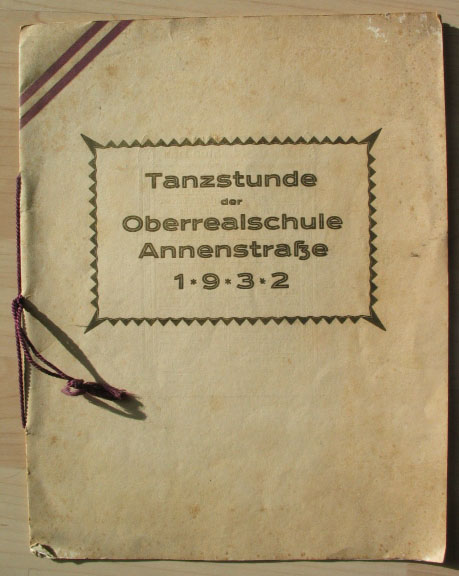 Tanzstunde
der
Oberrealschule
Annenstraße
1*9*3*2